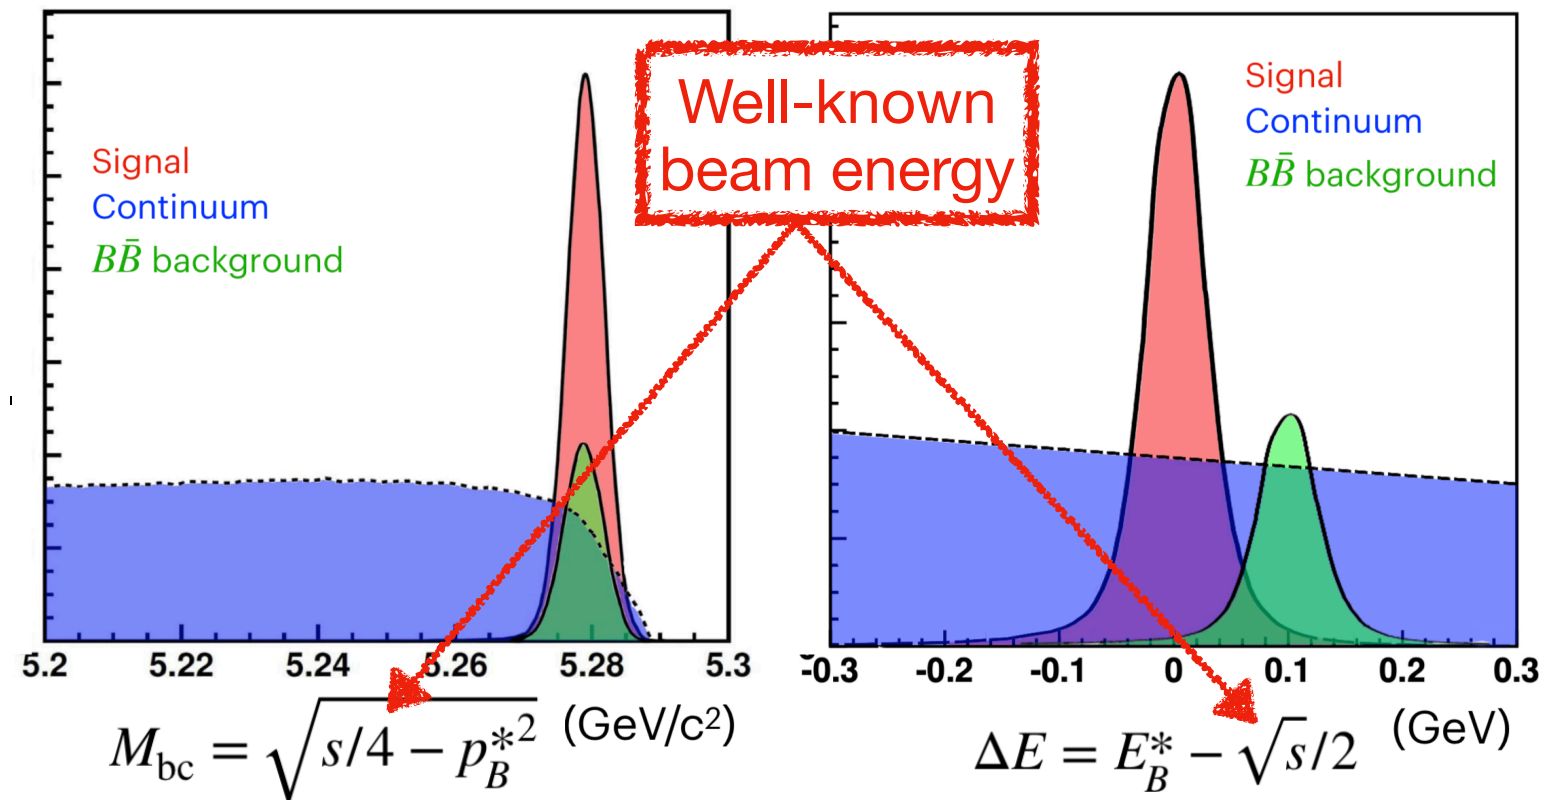 Well-known
beam energy
Signal
Continuum
BB̄ background
Signal
Continuum
BB̄ background
5.2 5.22 5.24 5.26 5.28 5.3
-0.3 -0.2 -0.1 0 0.1 0.2 0.3
M_bc = √(s/4 − p_B^{*2}) (GeV/c²)
ΔE = E_B^* − √s/2 (GeV)